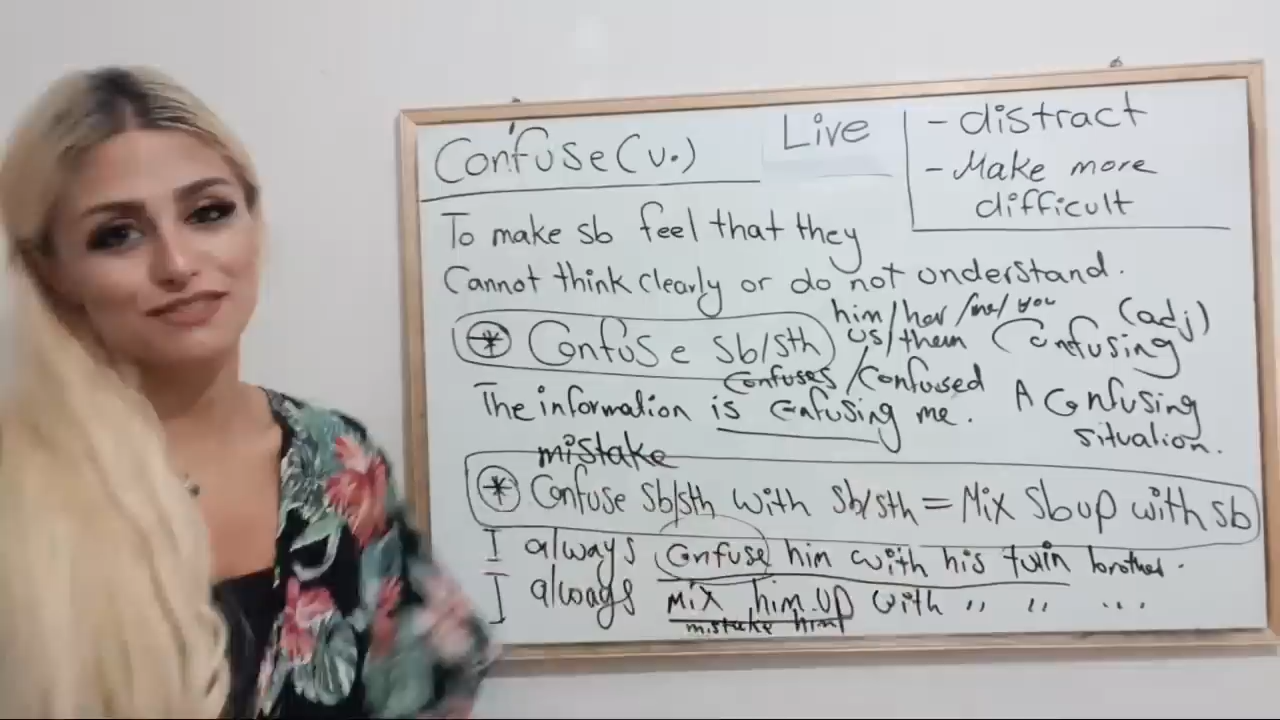 Confuse (v.)
Live
- distract
- Make more
difficult
To make sb feel that they
Cannot think clearly or do not understand.
him/her/me/you
us/them
* Confuse sb/sth
(adj)
Confusing
Confuses / Confused
The information is Confusing me.
A Confusing
situation.
mistake
* Confuse sb/sth with sb/sth = Mix sb up with sb
I always Confuse him with his twin brother.
I always Mix him up with " " ...
mistake him